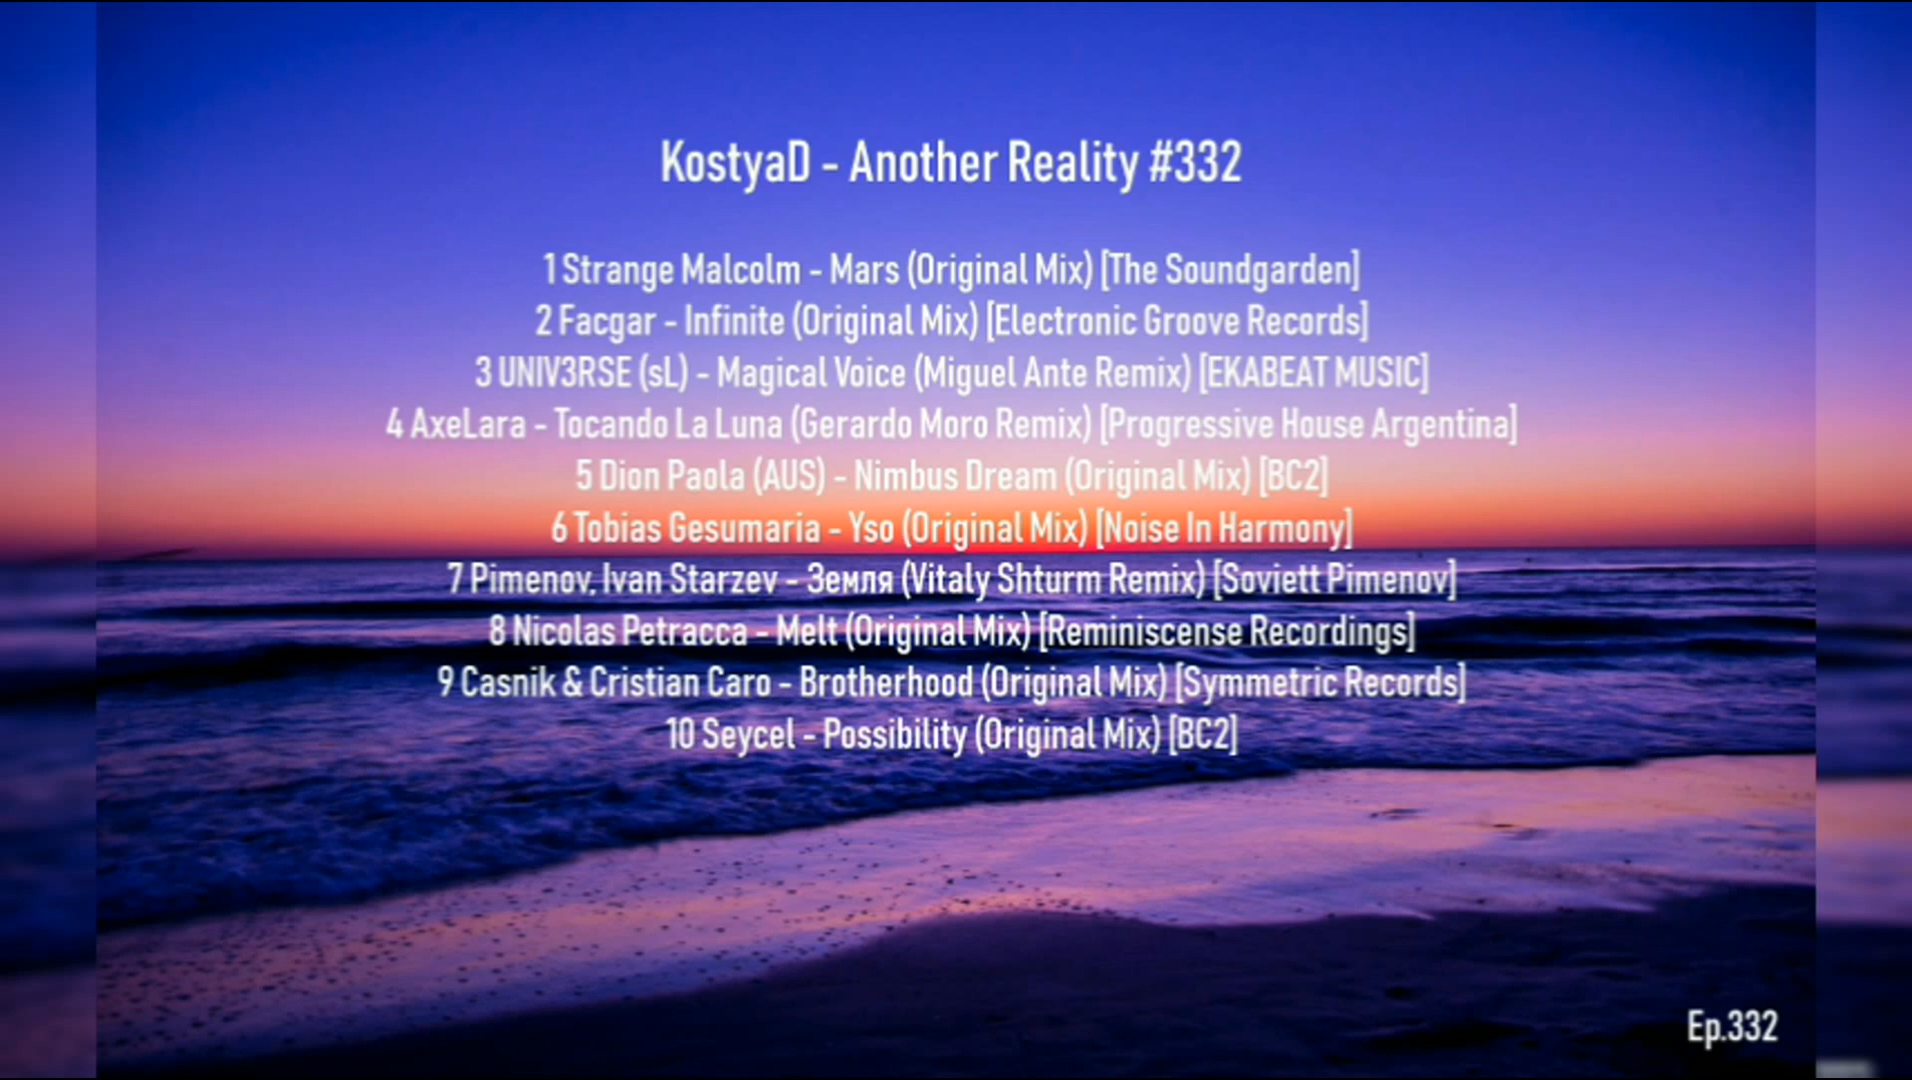 KostyaD - Another Reality #332
1 Strange Malcolm - Mars (Original Mix) [The Soundgarden]
2 Facgar - Infinite (Original Mix) [Electronic Groove Records]
3 UNIV3RSE (sL) - Magical Voice (Miguel Ante Remix) [EKABEAT MUSIC]
4 AxeLara - Tocando La Luna (Gerardo Moro Remix) [Progressive House Argentina]
5 Dion Paola (AUS) - Nimbus Dream (Original Mix) [BC2]
6 Tobias Gesumaria - Yso (Original Mix) [Noise In Harmony]
7 Pimenov, Ivan Starzev - Земля (Vitaly Shturm Remix) [Soviett Pimenov]
8 Nicolas Petracca - Melt (Original Mix) [Reminiscense Recordings]
9 Casnik & Cristian Caro - Brotherhood (Original Mix) [Symmetric Records]
10 Seycel - Possibility (Original Mix) [BC2]
Ep.332